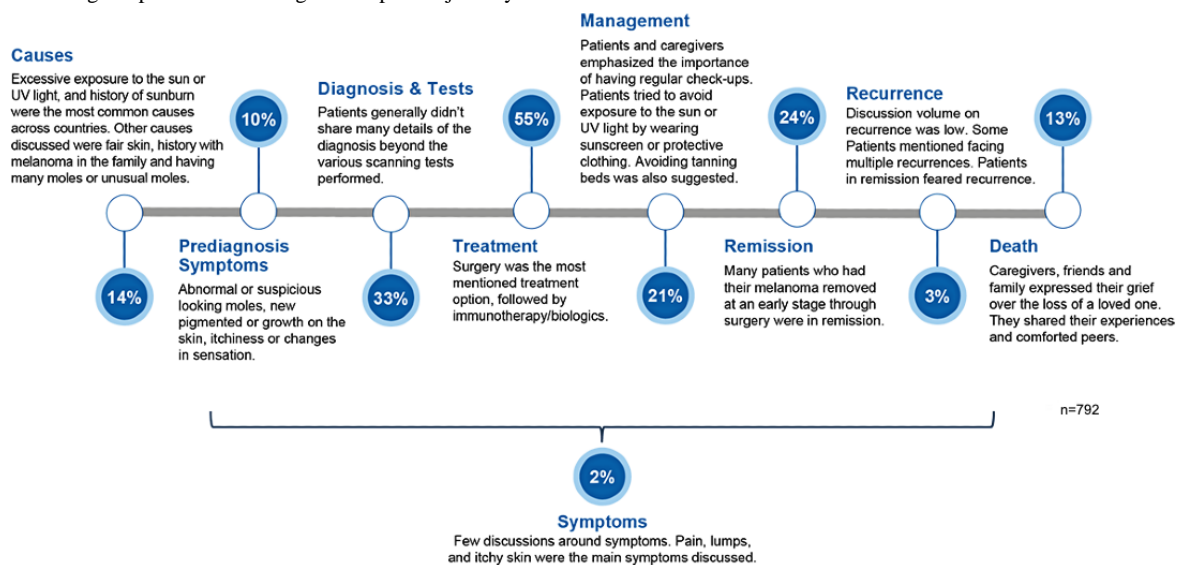 Causes
Excessive exposure to the sun or
UV light, and history of sunburn
were the most common causes
across countries. Other causes
discussed were fair skin, history with
melanoma in the family and having
many moles or unusual moles.
14%
10%
Prediagnosis
Symptoms
Abnormal or suspicious
looking moles, new
pigmented or growth on the
skin, itchiness or changes
in sensation.
Diagnosis & Tests
Patients generally didn't
share many details of the
diagnosis beyond the
various scanning tests
performed.
33%
55%
Treatment
Surgery was the most
mentioned treatment
option, followed by
immunotherapy/biologics.
Management
Patients and caregivers
emphasized the importance
of having regular check-ups.
Patients tried to avoid
exposure to the sun or
UV light by wearing
sunscreen or protective
clothing. Avoiding tanning
beds was also suggested.
21%
24%
Remission
Many patients who had
their melanoma removed
at an early stage through
surgery were in remission.
Recurrence
Discussion volume on
recurrence was low. Some
Patients mentioned facing
multiple recurrences. Patients
in remission feared recurrence.
3%
13%
Death
Caregivers, friends and
family expressed their grief
over the loss of a loved one.
They shared their experiences
and comforted peers.
n=792
2%
Symptoms
Few discussions around symptoms. Pain, lumps,
and itchy skin were the main symptoms discussed.